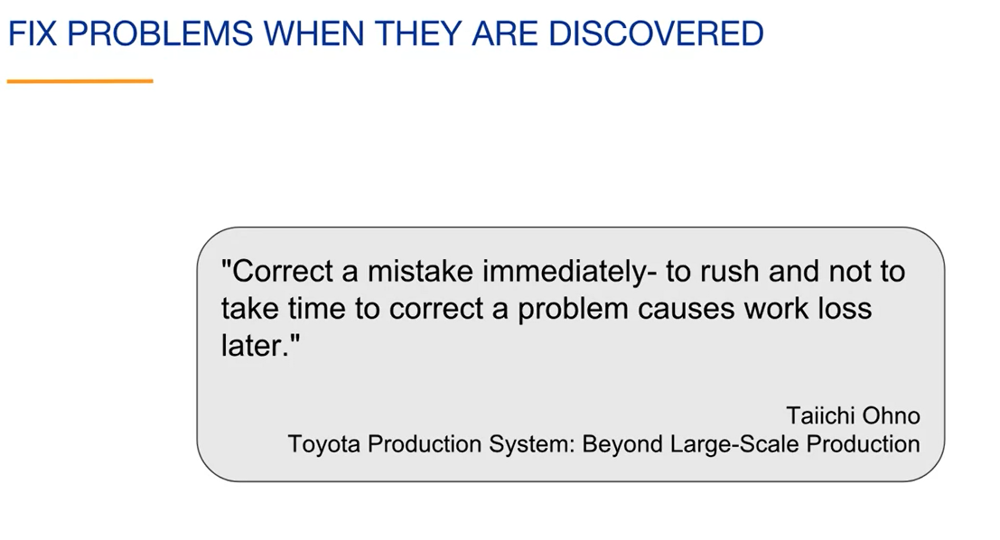 FIX PROBLEMS WHEN THEY ARE DISCOVERED
"Correct a mistake immediately- to rush and not to
take time to correct a problem causes work loss
later."
Taiichi Ohno
Toyota Production System: Beyond Large-Scale Production